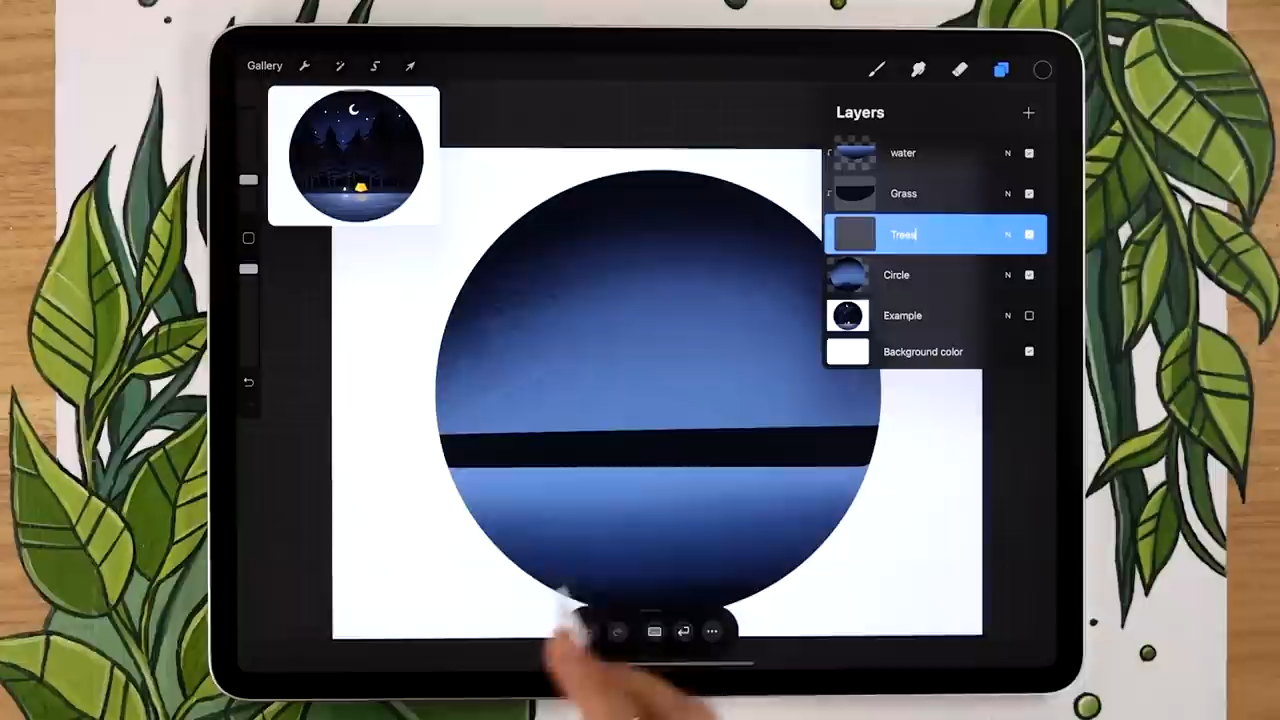 Gallery
Layers
water N
Grass N
Trees N
Circle N
Example N
Background color